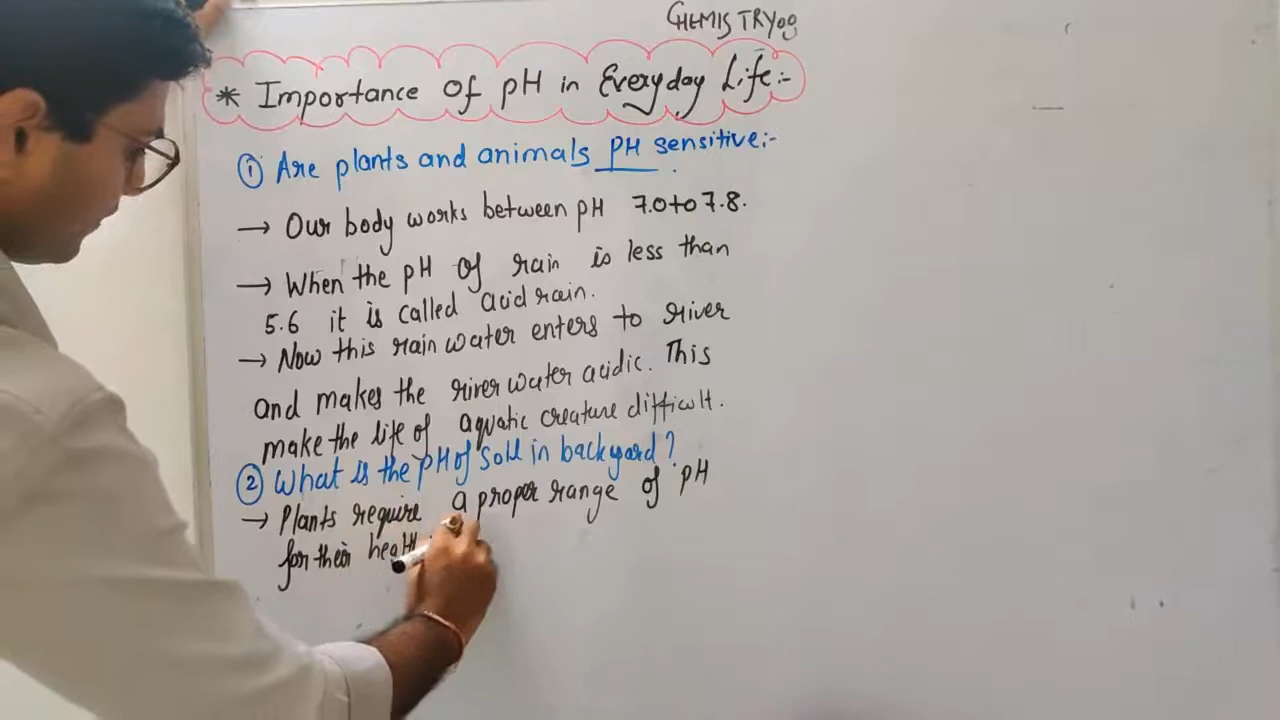 CHEMISTRY09
* Importance of pH in Everyday Life:-
① Are plants and animals PH sensitive:-
→ Our body works between pH 7.0 to 7.8.
→ When the pH of rain is less than
5.6 it is called acid rain.
→ Now this rain water enters to river
and makes the river water acidic. This
make the life of aquatic creature difficult.
② What is the pH of soil in backyard?
→ Plants require a proper range of pH
for their